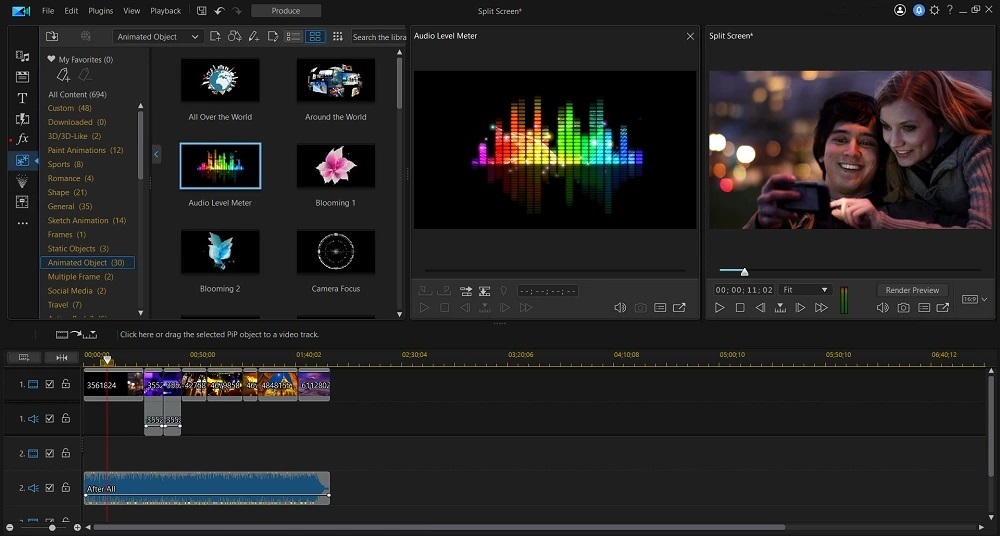 File Edit Plugins View Playback Produce Split Screen*
Animated Object Search the libra
My Favorites (0)
All Content (694)
Custom (48)
Downloaded (0)
3D/3D-Like (2)
Paint Animations (12)
Sports (8)
Romance (4)
Shape (21)
General (35)
Sketch Animation (14)
Frames (1)
Static Objects (3)
Animated Object (30)
Multiple Frame (2)
Social Media (2)
Travel (7)
T
fx
All Over the World Around the World
Audio Level Meter Blooming 1
Blooming 2 Camera Focus
Audio Level Meter
--;--;--;--
Split Screen*
00; 00; 11; 02 Fit Render Preview
16:9
Click here or drag the selected PiP object to a video track.
00;00;00 00;50;00 01;40;02 02;30;04 03;20;06 04;10;08 05;00;10 05;50;10 06;40;12
1. 3561824 3552 484815 6112802
1. 3552 3552
2.
2. After All